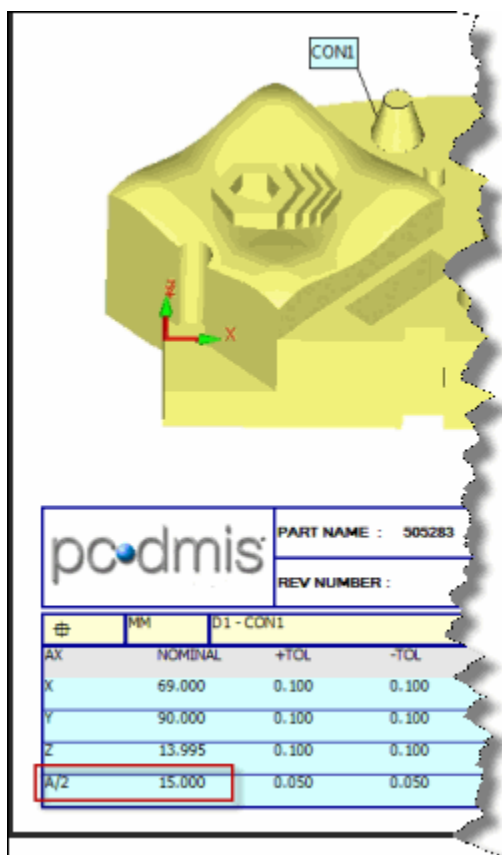 CON1
Z
X
pc•dmis
PART NAME : 505283
REV NUMBER :
MM D1 - CON1
AX NOMINAL +TOL -TOL
X 69.000 0.100 0.100
Y 90.000 0.100 0.100
Z 13.995 0.100 0.100
A/2 15.000 0.050 0.050